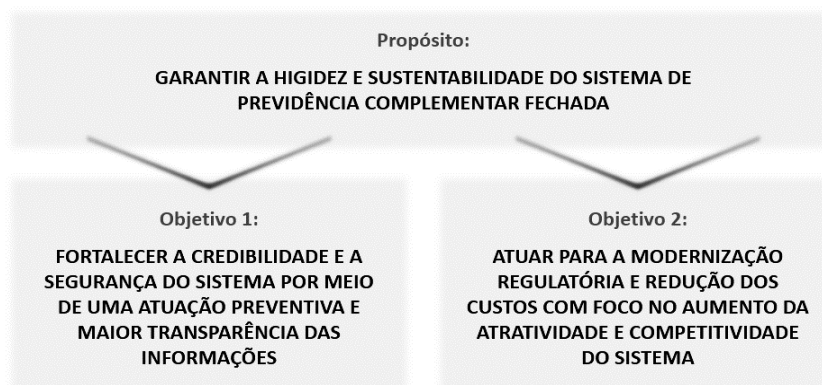 Propósito:
GARANTIR A HIGIDEZ E SUSTENTABILIDADE DO SISTEMA DE
PREVIDÊNCIA COMPLEMENTAR FECHADA
Objetivo 1:
FORTALECER A CREDIBILIDADE E A
SEGURANÇA DO SISTEMA POR MEIO
DE UMA ATUAÇÃO PREVENTIVA E
MAIOR TRANSPARÊNCIA DAS
INFORMAÇÕES
Objetivo 2:
ATUAR PARA A MODERNIZAÇÃO
REGULATÓRIA E REDUÇÃO DOS
CUSTOS COM FOCO NO AUMENTO DA
ATRATIVIDADE E COMPETITIVIDADE
DO SISTEMA